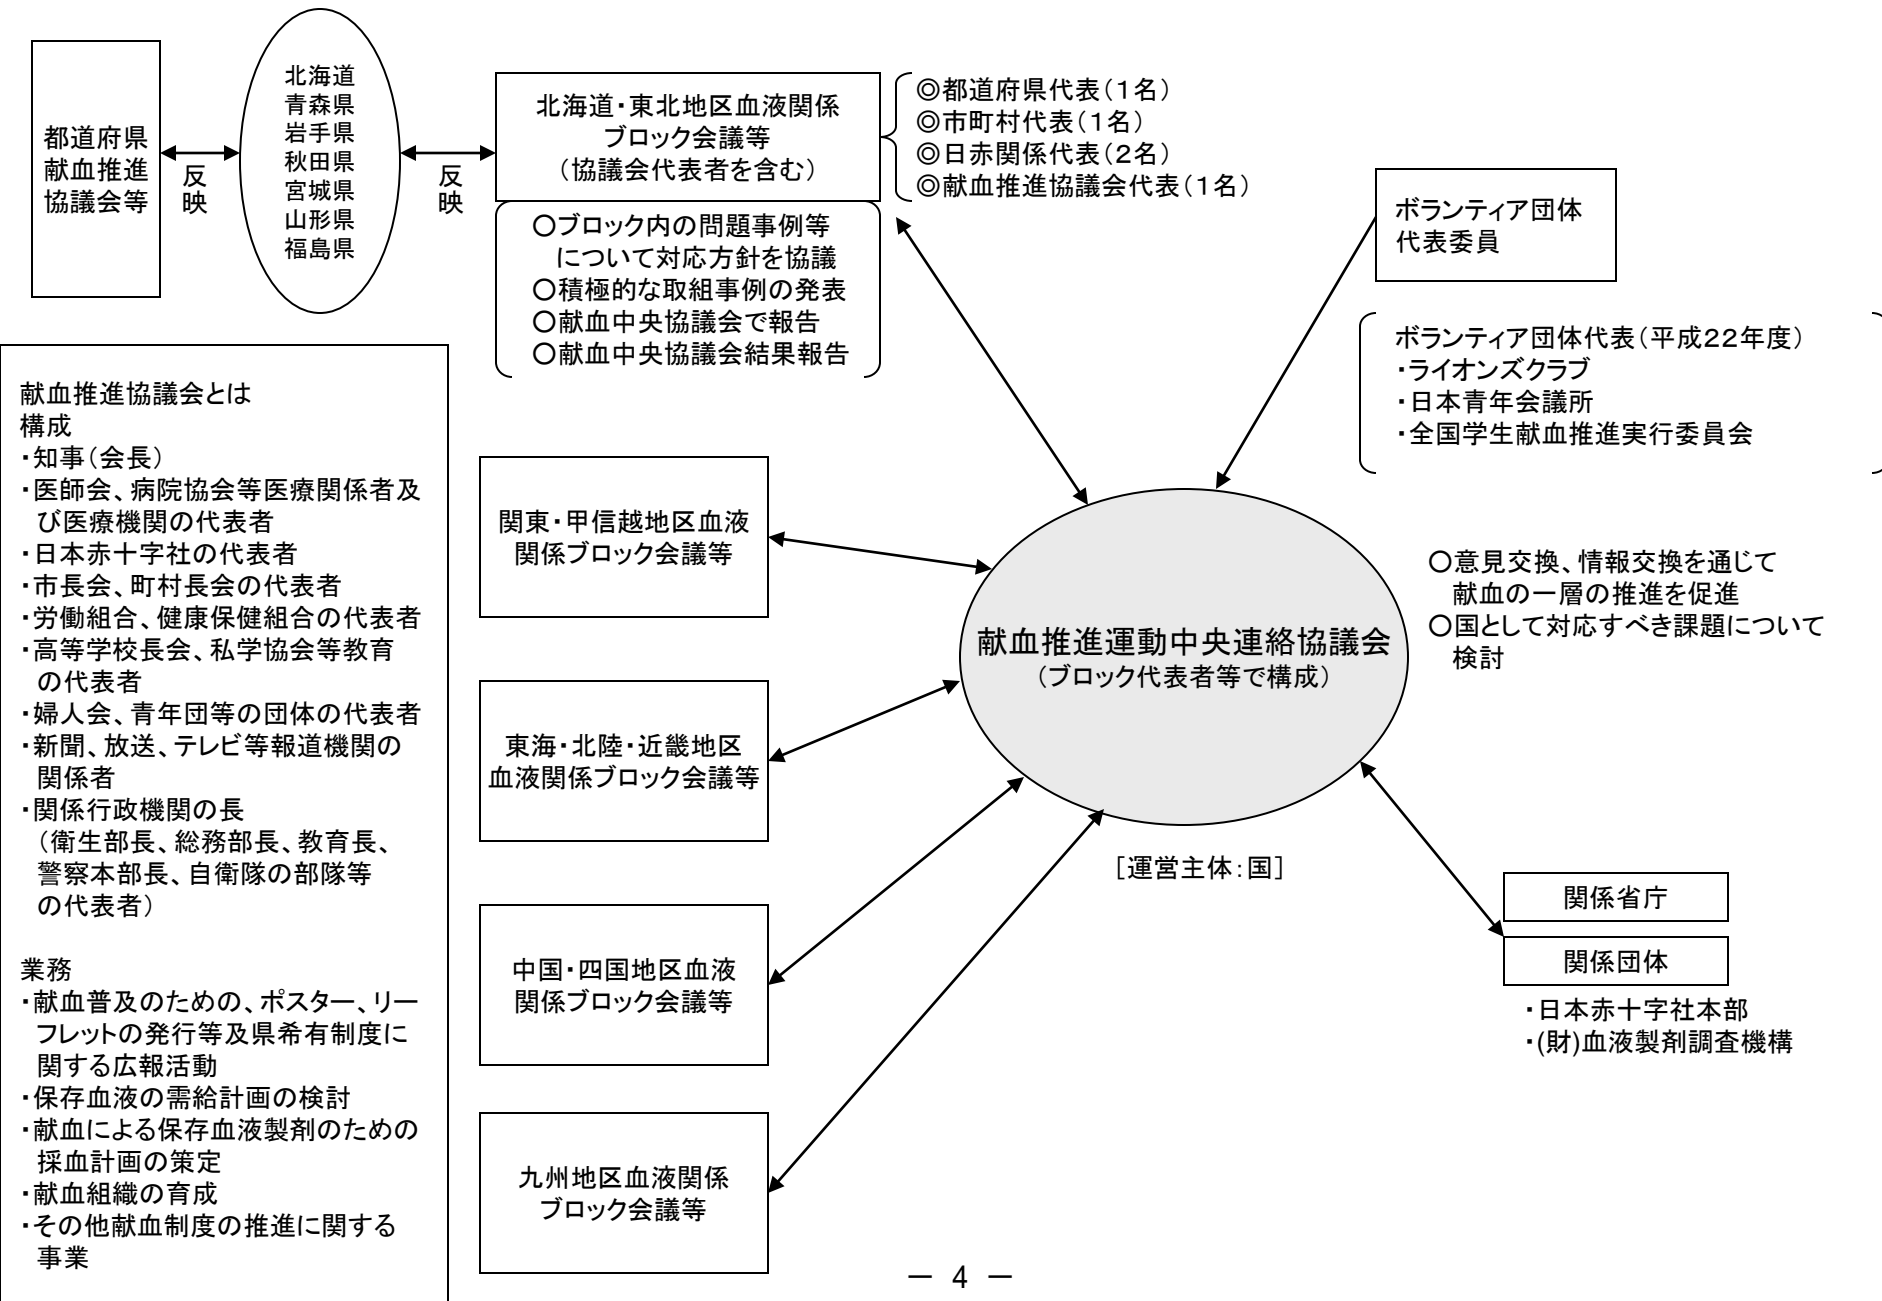 都道府県
献血推進
協議会等
反
映
北海道
青森県
岩手県
秋田県
宮城県
山形県
福島県
反
映
北海道・東北地区血液関係
ブロック会議等
（協議会代表者を含む）
◎都道府県代表（１名）
◎市町村代表（１名）
◎日赤関係代表（２名）
◎献血推進協議会代表（１名）
○ブロック内の問題事例等
について対応方針を協議
○積極的な取組事例の発表
○献血中央協議会で報告
○献血中央協議会結果報告
ボランティア団体
代表委員
ボランティア団体代表（平成２２年度）
・ライオンズクラブ
・日本青年会議所
・全国学生献血推進実行委員会
献血推進協議会とは
構成
・知事（会長）
・医師会、病院協会等医療関係者及
び医療機関の代表者
・日本赤十字社の代表者
・市長会、町村長会の代表者
・労働組合、健康保健組合の代表者
・高等学校長会、私学協会等教育
の代表者
・婦人会、青年団等の団体の代表者
・新聞、放送、テレビ等報道機関の
関係者
・関係行政機関の長
（衛生部長、総務部長、教育長、
警察本部長、自衛隊の部隊等
の代表者）
業務
・献血普及のための、ポスター、リー
フレットの発行等及県希有制度に
関する広報活動
・保存血液の需給計画の検討
・献血による保存血液製剤のための
採血計画の策定
・献血組織の育成
・その他献血制度の推進に関する
事業
関東・甲信越地区血液
関係ブロック会議等
東海・北陸・近畿地区
血液関係ブロック会議等
中国・四国地区血液
関係ブロック会議等
九州地区血液関係
ブロック会議等
献血推進運動中央連絡協議会
（ブロック代表者等で構成）
［運営主体：国］
○意見交換、情報交換を通じて
献血の一層の推進を促進
○国として対応すべき課題について
検討
関係省庁
関係団体
・日本赤十字社本部
・(財)血液製剤調査機構
－ 4 －